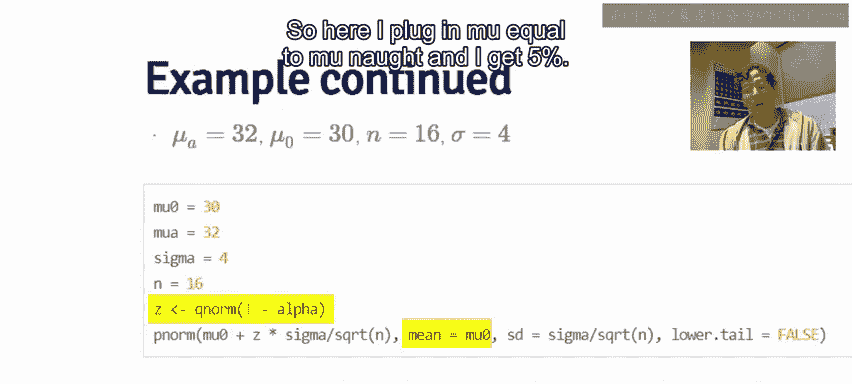 So here I plug in mu equal
to mu naught and I get 5%.
Example continued
· μₐ = 32, μ₀ = 30, n = 16, σ = 4
mu0 = 30
mua = 32
sigma = 4
n = 16
z <- qnorm(1 - alpha)
pnorm(mu0 + z * sigma/sqrt(n), mean = mu0, sd = sigma/sqrt(n), lower.tail = FALSE)